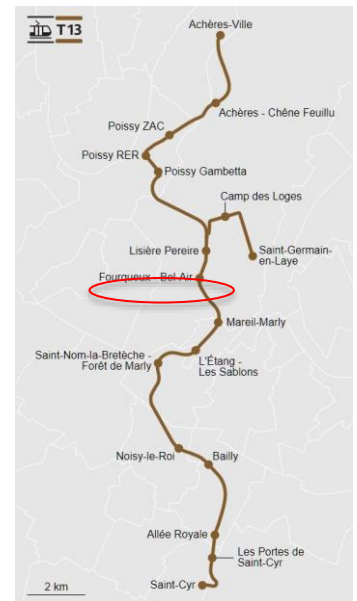 T13
Achères-Ville
Achères - Chêne Feuillu
Poissy ZAC
Poissy RER
Poissy Gambetta
Camp des Loges
Lisière Pereire
Saint-Germain-
en-Laye
Fourqueux - Bel Air
Mareil-Marly
Saint-Nom-la-Bretèche -
Forêt de Marly
L'Étang -
Les Sablons
Noisy-le-Roi
Bailly
Allée Royale
Les Portes de
Saint-Cyr
Saint-Cyr
2 km